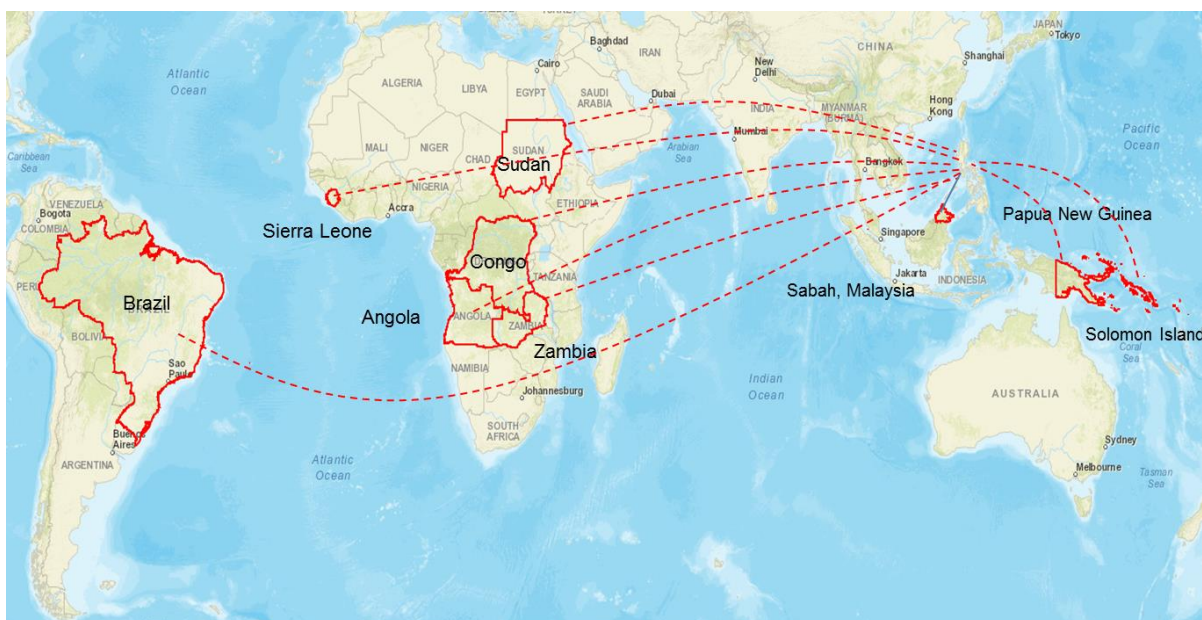 JAPAN
Tokyo
Baghdad
IRAN
CHINA
Shanghai
Atlantic
Ocean
Cairo
New
Delhi
ALGERIA
LIBYA
EGYPT
SAUDI
ARABIA
Dubai
MYANMAR
(BURMA)
Hong
Kong
INDIA
Mumbai
Pacific
Ocean
Caribbean
Sea
MALI
NIGER
CHAD
SUDAN
Sudan
Arabian
Sea
Bangkok
NIGERIA
VENEZUELA
Bogota
COLOMBIA
Accra
ETHIOPIA
Sierra Leone
Papua New Guinea
Singapore
Congo
TANZANIA
Jakarta
INDONESIA
Sabah, Malaysia
PER
Brazil
BRAZIL
Angola
ANGOLA
ZAMBIA
Zambia
Solomon Island
Coral
Sea
BOLIVIA
Sao
Paulo
NAMIBIA
Johannesburg
Indian
Ocean
AUSTRALIA
SOUTH
AFRICA
Buenos
Aires
ARGENTINA
Atlantic
Ocean
Sydney
Melbourne
Tasman
Sea